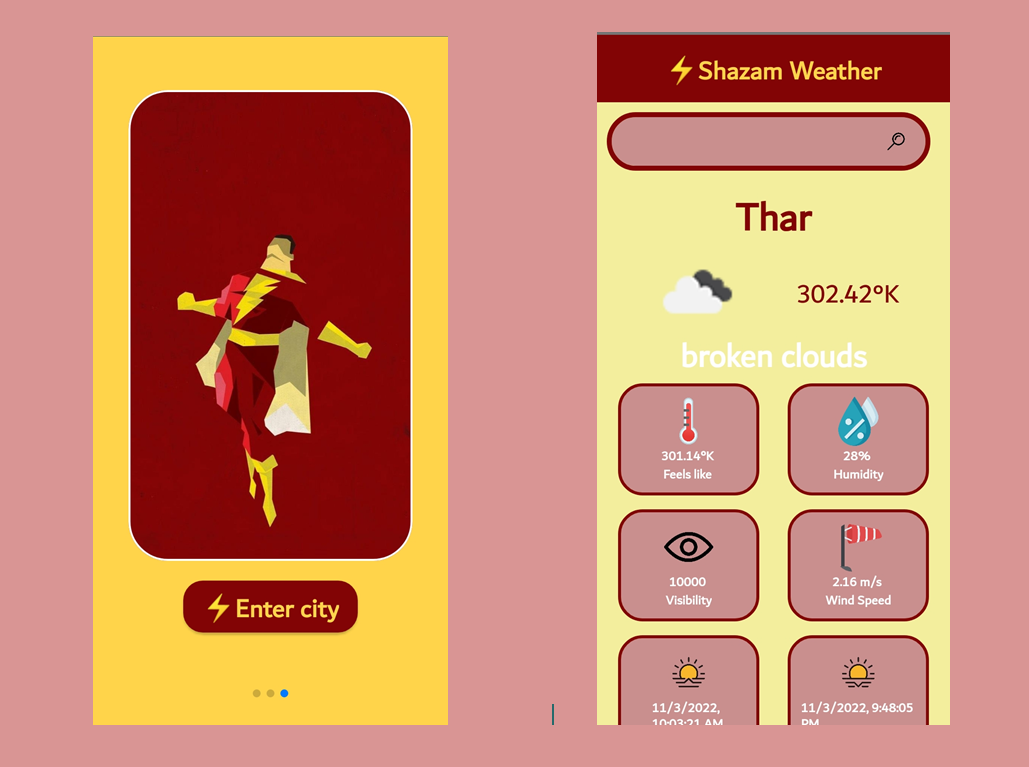 Enter city
Shazam Weather
Thar
302.42°K
broken clouds
301.14°K
Feels like
28%
Humidity
10000
Visibility
2.16 m/s
Wind Speed
11/3/2022,
10:03:21 AM
11/3/2022, 9:48:05
PM